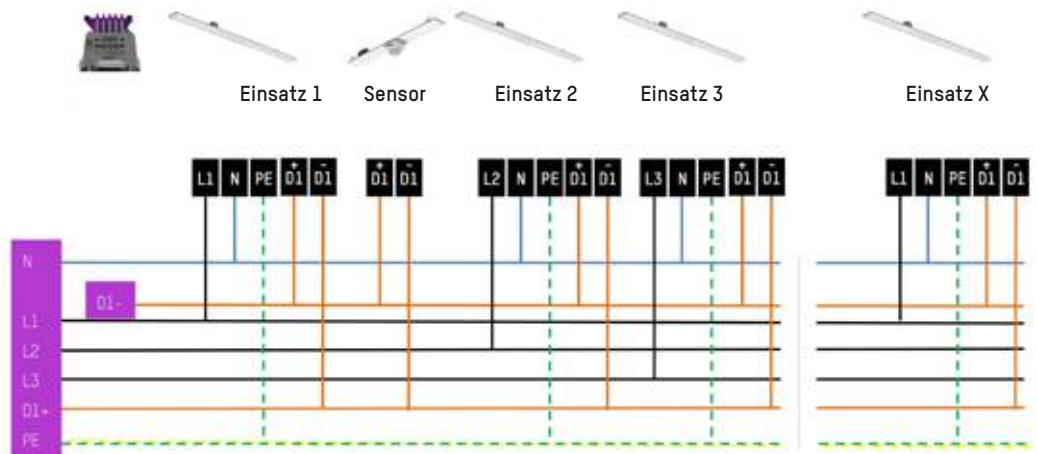 Einsatz 1 Sensor Einsatz 2 Einsatz 3 Einsatz X
L1 N PE D1+ D1- D1+ D1- L2 N PE D1+ D1- L3 N PE D1+ D1- L1 N PE D1+ D1-
N
D1-
L1
L2
L3
D1+
PE